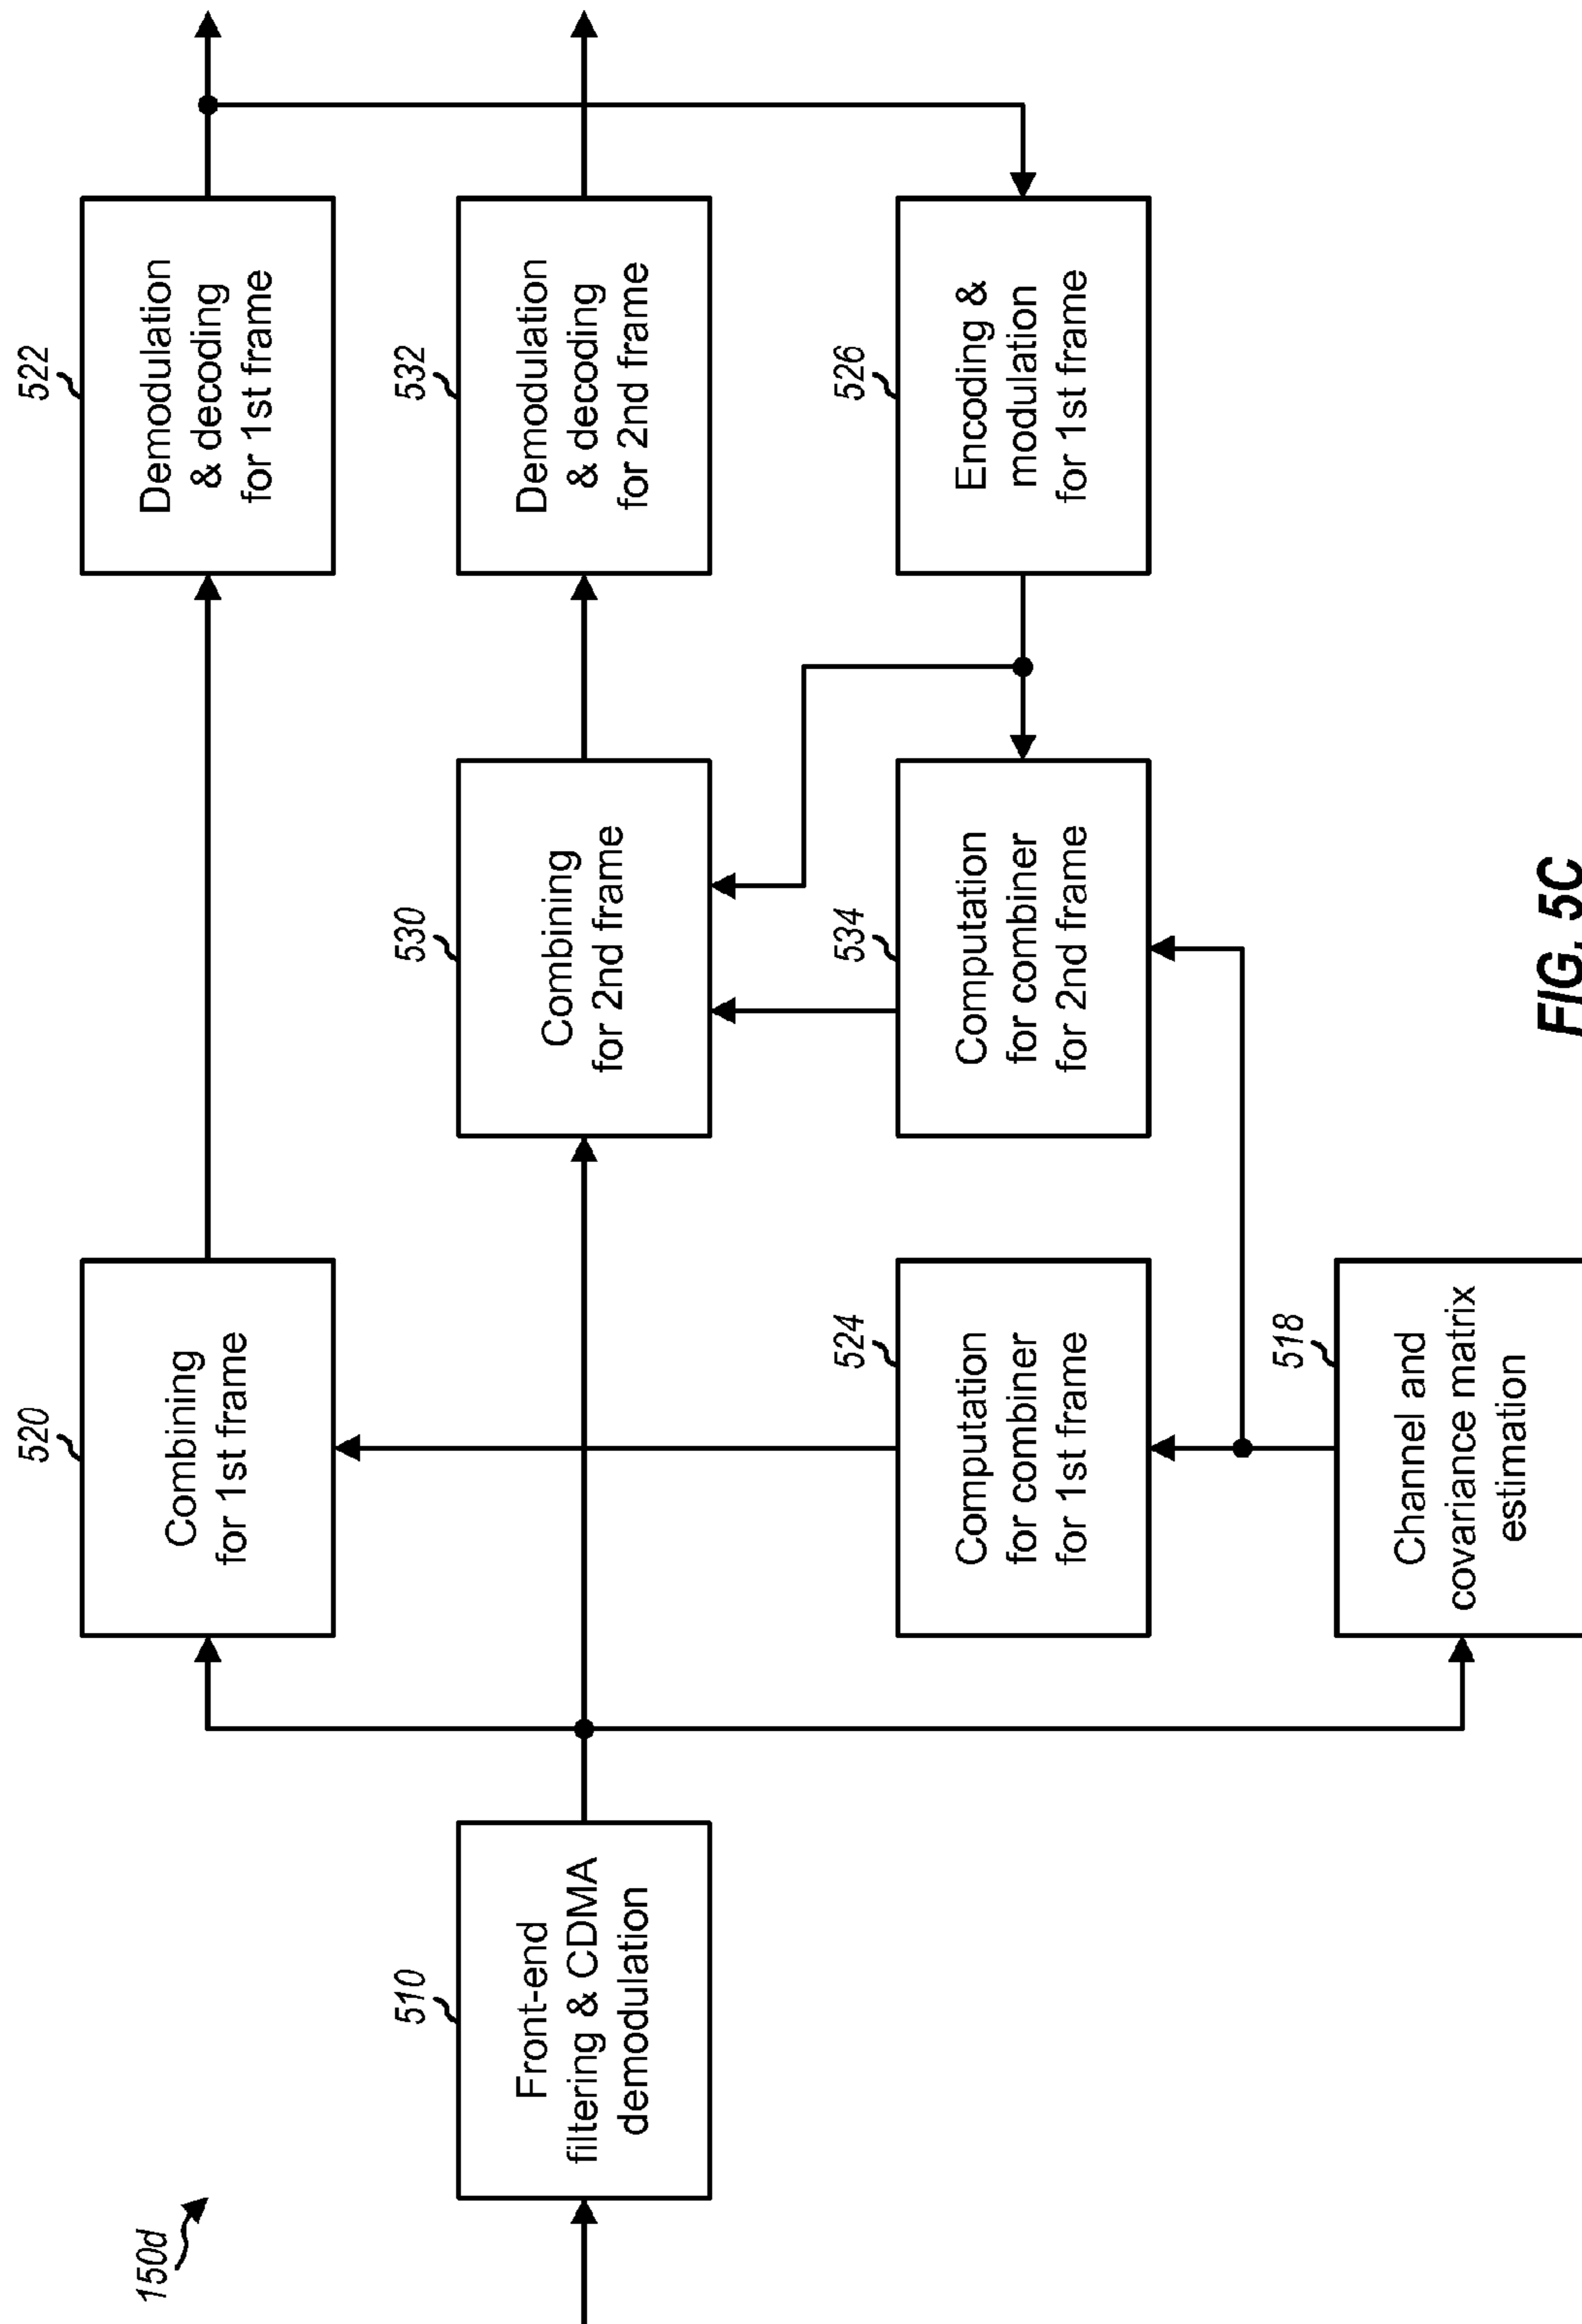 150d
510
Front-end
filtering & CDMA
demodulation
520
Combining
for 1st frame
522
Demodulation
& decoding
for 1st frame
530
Combining
for 2nd frame
532
Demodulation
& decoding
for 2nd frame
524
Computation
for combiner
for 1st frame
534
Computation
for combiner
for 2nd frame
526
Encoding &
modulation
for 1st frame
518
Channel and
covariance matrix
estimation
FIG. 5C